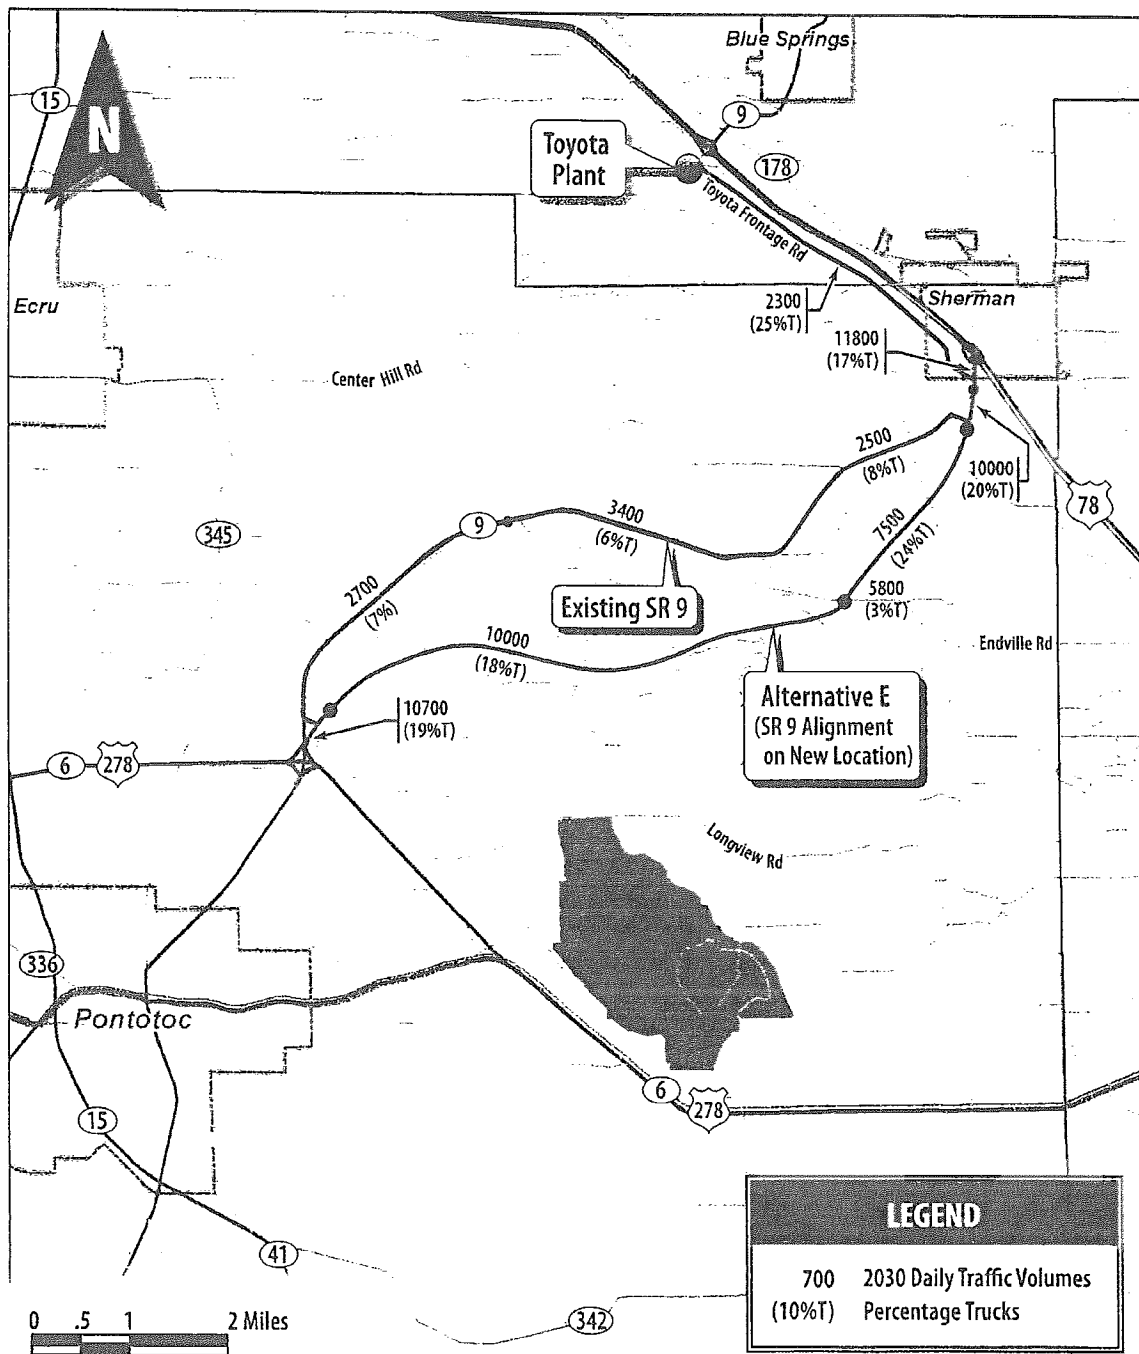 Blue Springs
15
N
9
Toyota
Plant
178
Toyota Frontage Rd
Ecru
2300
(25%T)
Sherman
11800
(17%T)
Center Hill Rd
2500
(8%T)
10000
(20%T)
78
345
9
3400
(6%T)
7500
(24%T)
2700
(7%)
Existing SR 9
5800
(3%T)
10000
(18%T)
Endville Rd
10700
(19%T)
Alternative E
(SR 9 Alignment
on New Location)
6
278
Longview Rd
336
Pontotoc
6
278
15
41
LEGEND
700 2030 Daily Traffic Volumes
(10%T) Percentage Trucks
0 .5 1 2 Miles
342